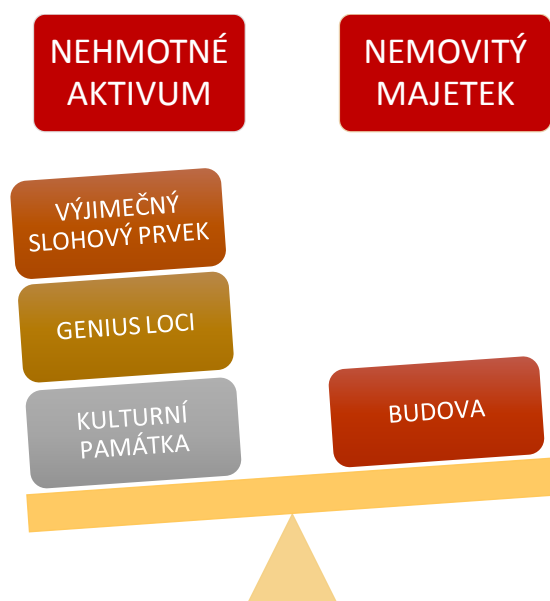 NEHMOTNÉ
AKTIVUM
NEMOVITÝ
MAJETEK
VÝJIMEČNÝ
SLOHOVÝ PRVEK
GENIUS LOCI
KULTURNÍ
PAMÁTKA
BUDOVA